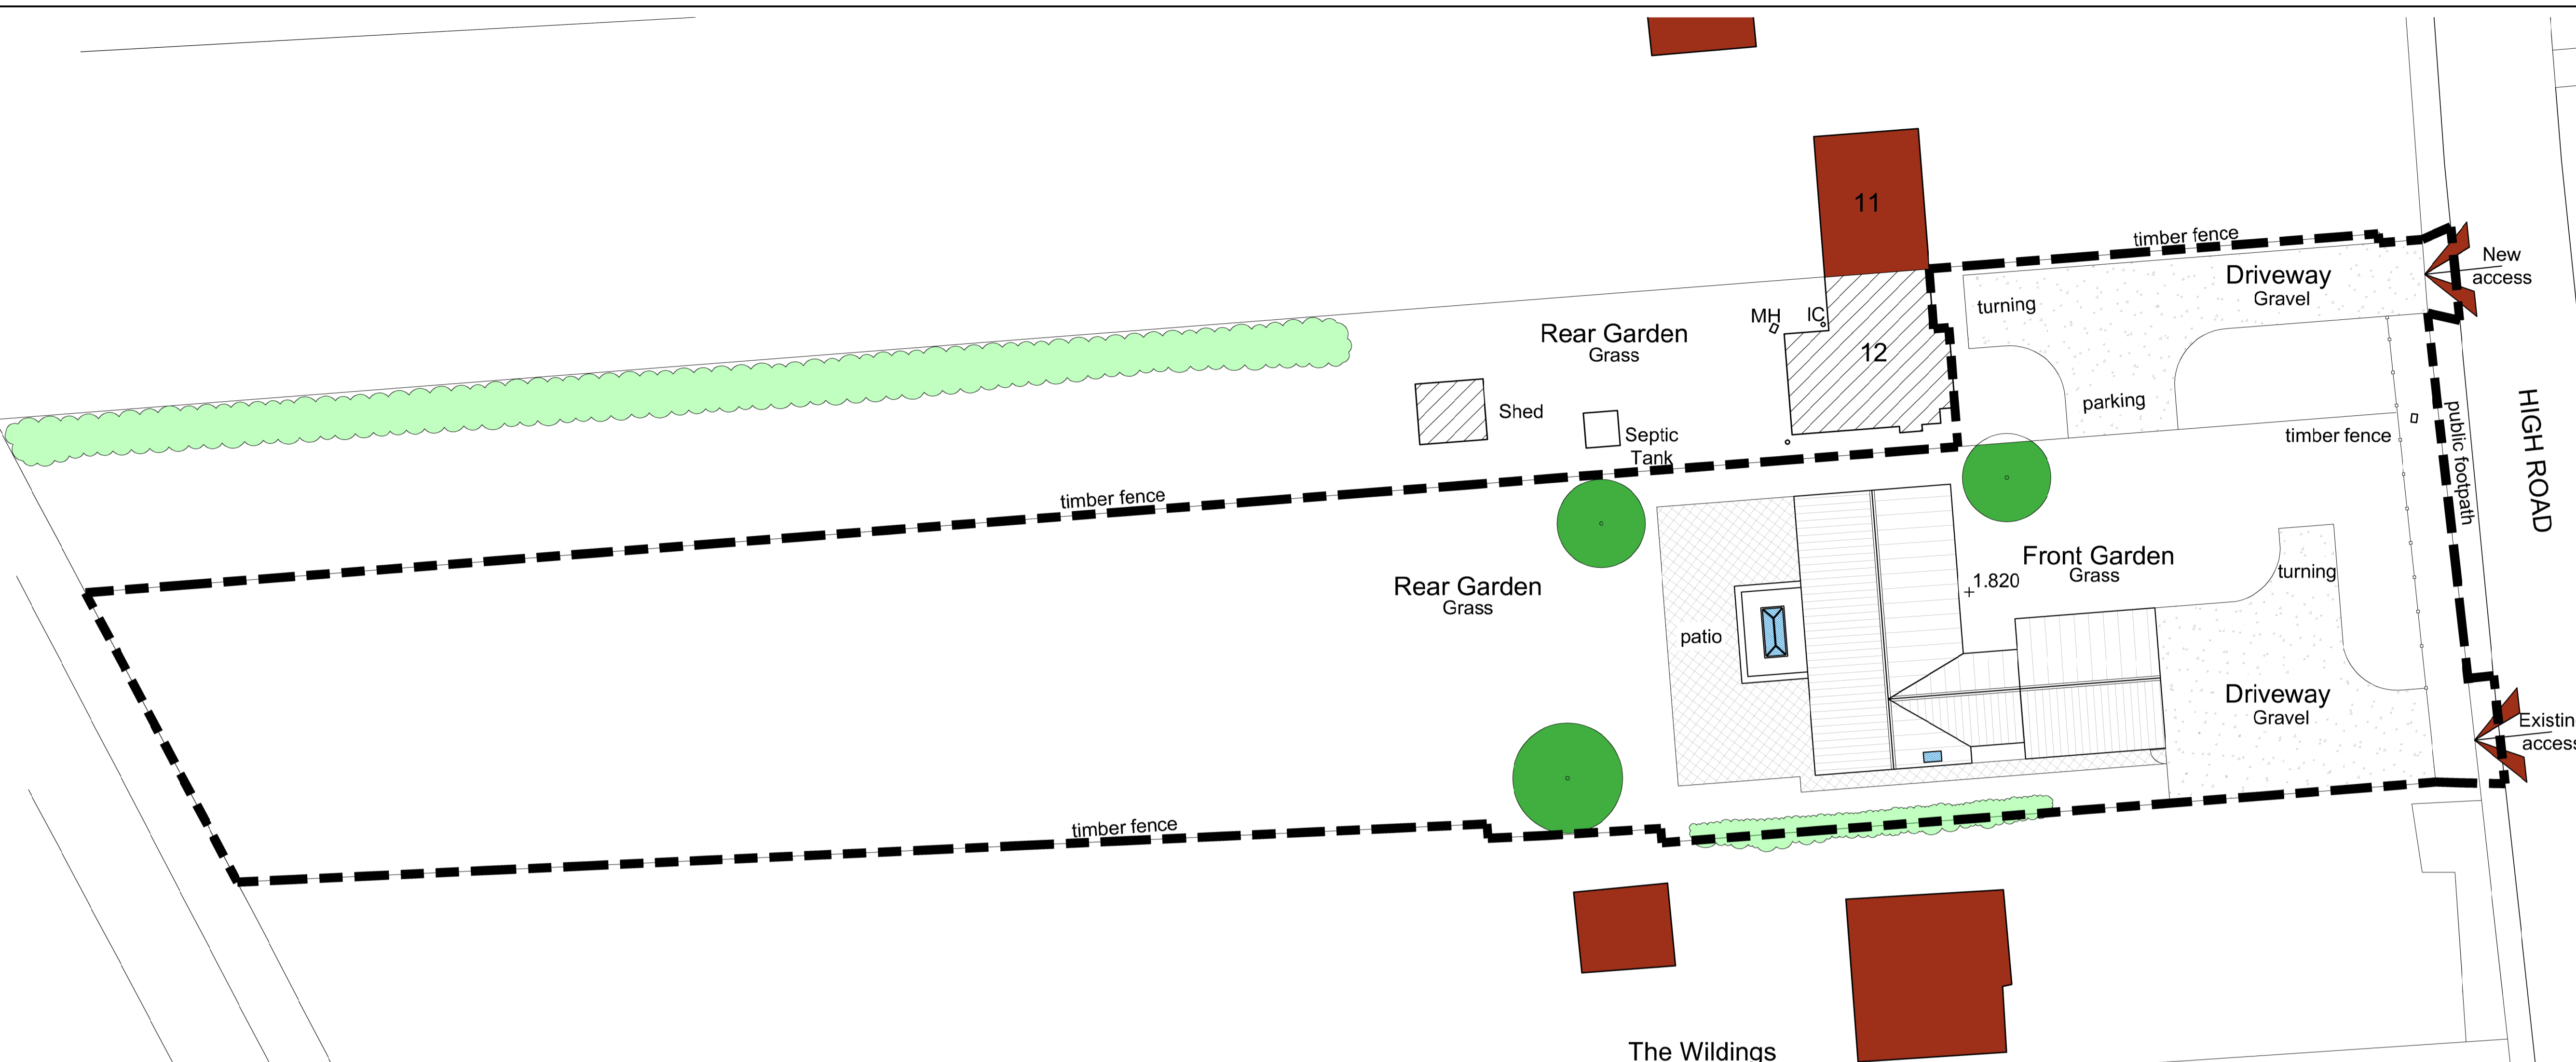 11
timber fence
New
access
Driveway
Gravel
turning
MH
IC
Rear Garden
Grass
12
parking
Shed
Septic
Tank
timber fence
public footpath
HIGH ROAD
timber fence
Rear Garden
Grass
1.820
Front Garden
Grass
turning
patio
Driveway
Gravel
Existin
access
timber fence
The Wildings